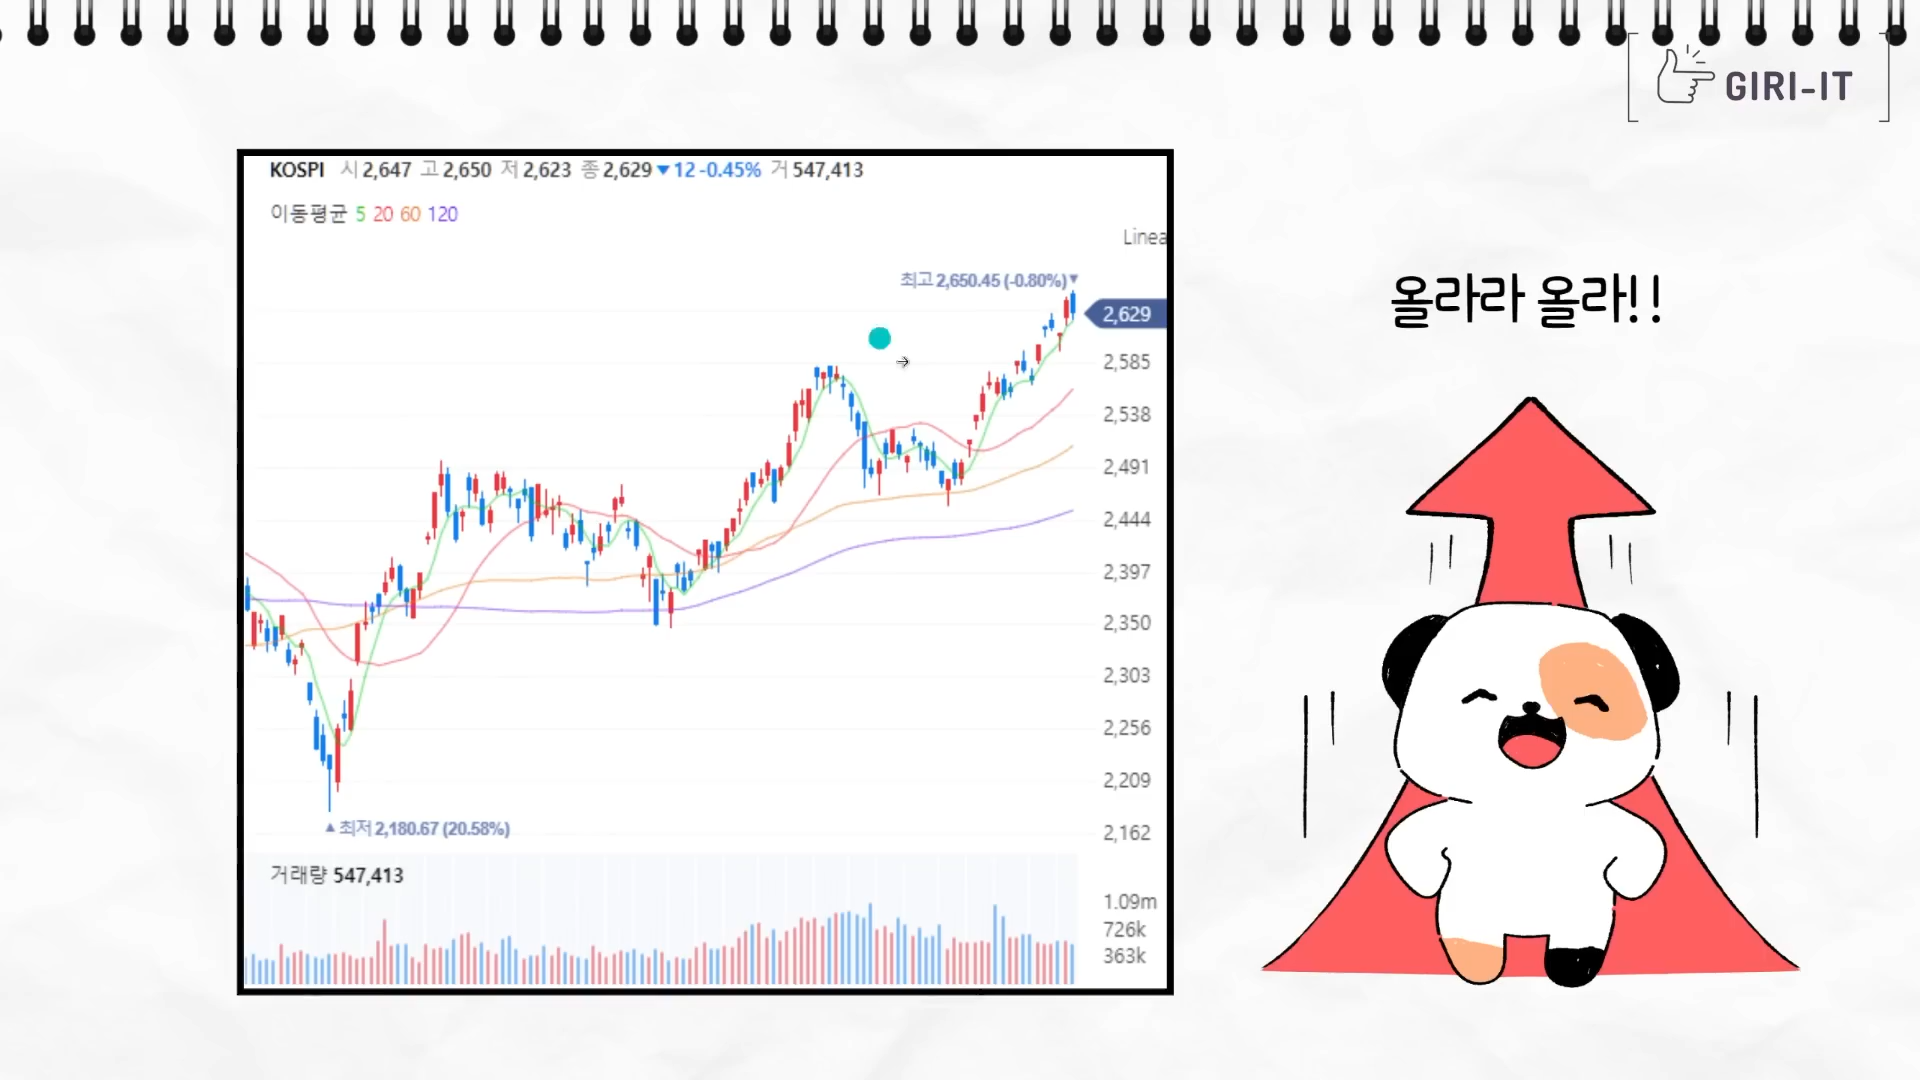 GIRI-IT
KOSPI 시 2,647 고 2,650 저 2,623 종 2,629 ▼ 12 -0.45% 거 547,413
이동평균 5 20 60 120
Linea
최고 2,650.45 (-0.80%) ▼
2,629
2,585
2,538
2,491
2,444
2,397
2,350
2,303
2,256
2,209
2,162
▲ 최저 2,180.67 (20.58%)
거래량 547,413
1.09m
726k
363k
올라라 올라!!